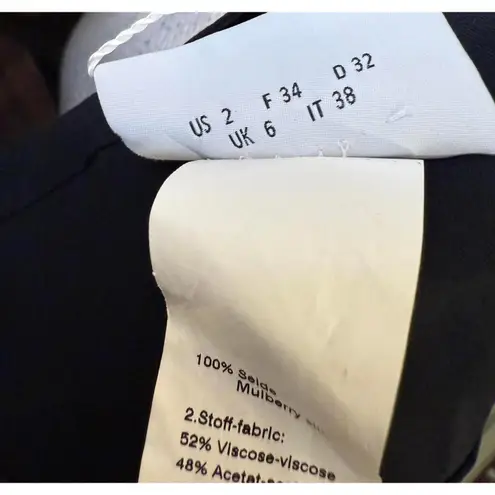 US 2 F 34 D 32
UK 6 IT 38
100% Seide
Mulberry
2.Stoff-fabric:
52% Viscose-viscose
48% Acetat-